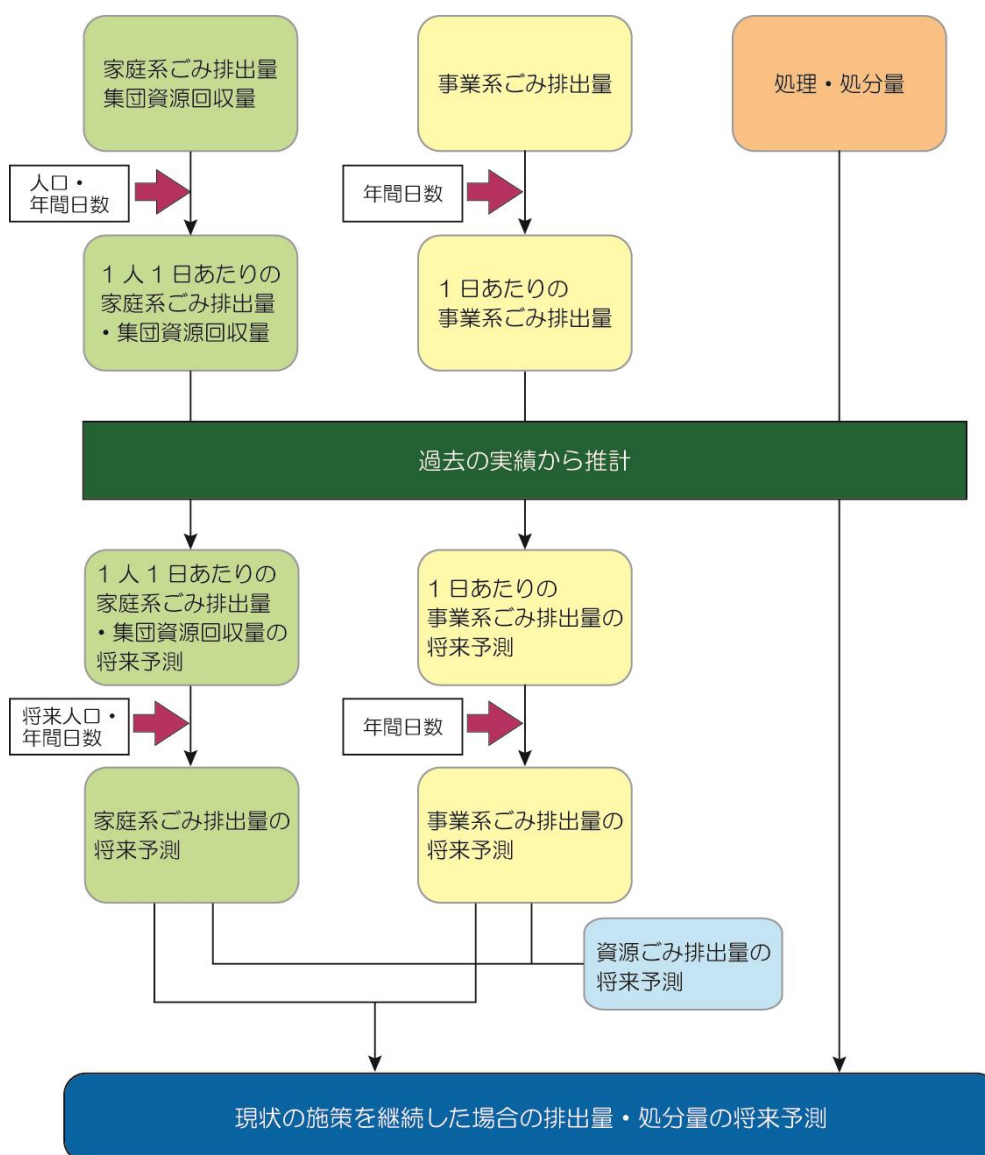 家庭系ごみ排出量
集団資源回収量
事業系ごみ排出量
処理・処分量
人口・
年間日数
年間日数
1人1日あたりの
家庭系ごみ排出量
・集団資源回収量
1日あたりの
事業系ごみ排出量
過去の実績から推計
1人1日あたりの
家庭系ごみ排出量
・集団資源回収量の
将来予測
1日あたりの
事業系ごみ排出量の
将来予測
将来人口・
年間日数
年間日数
家庭系ごみ排出量の
将来予測
事業系ごみ排出量の
将来予測
資源ごみ排出量の
将来予測
現状の施策を継続した場合の排出量・処分量の将来予測